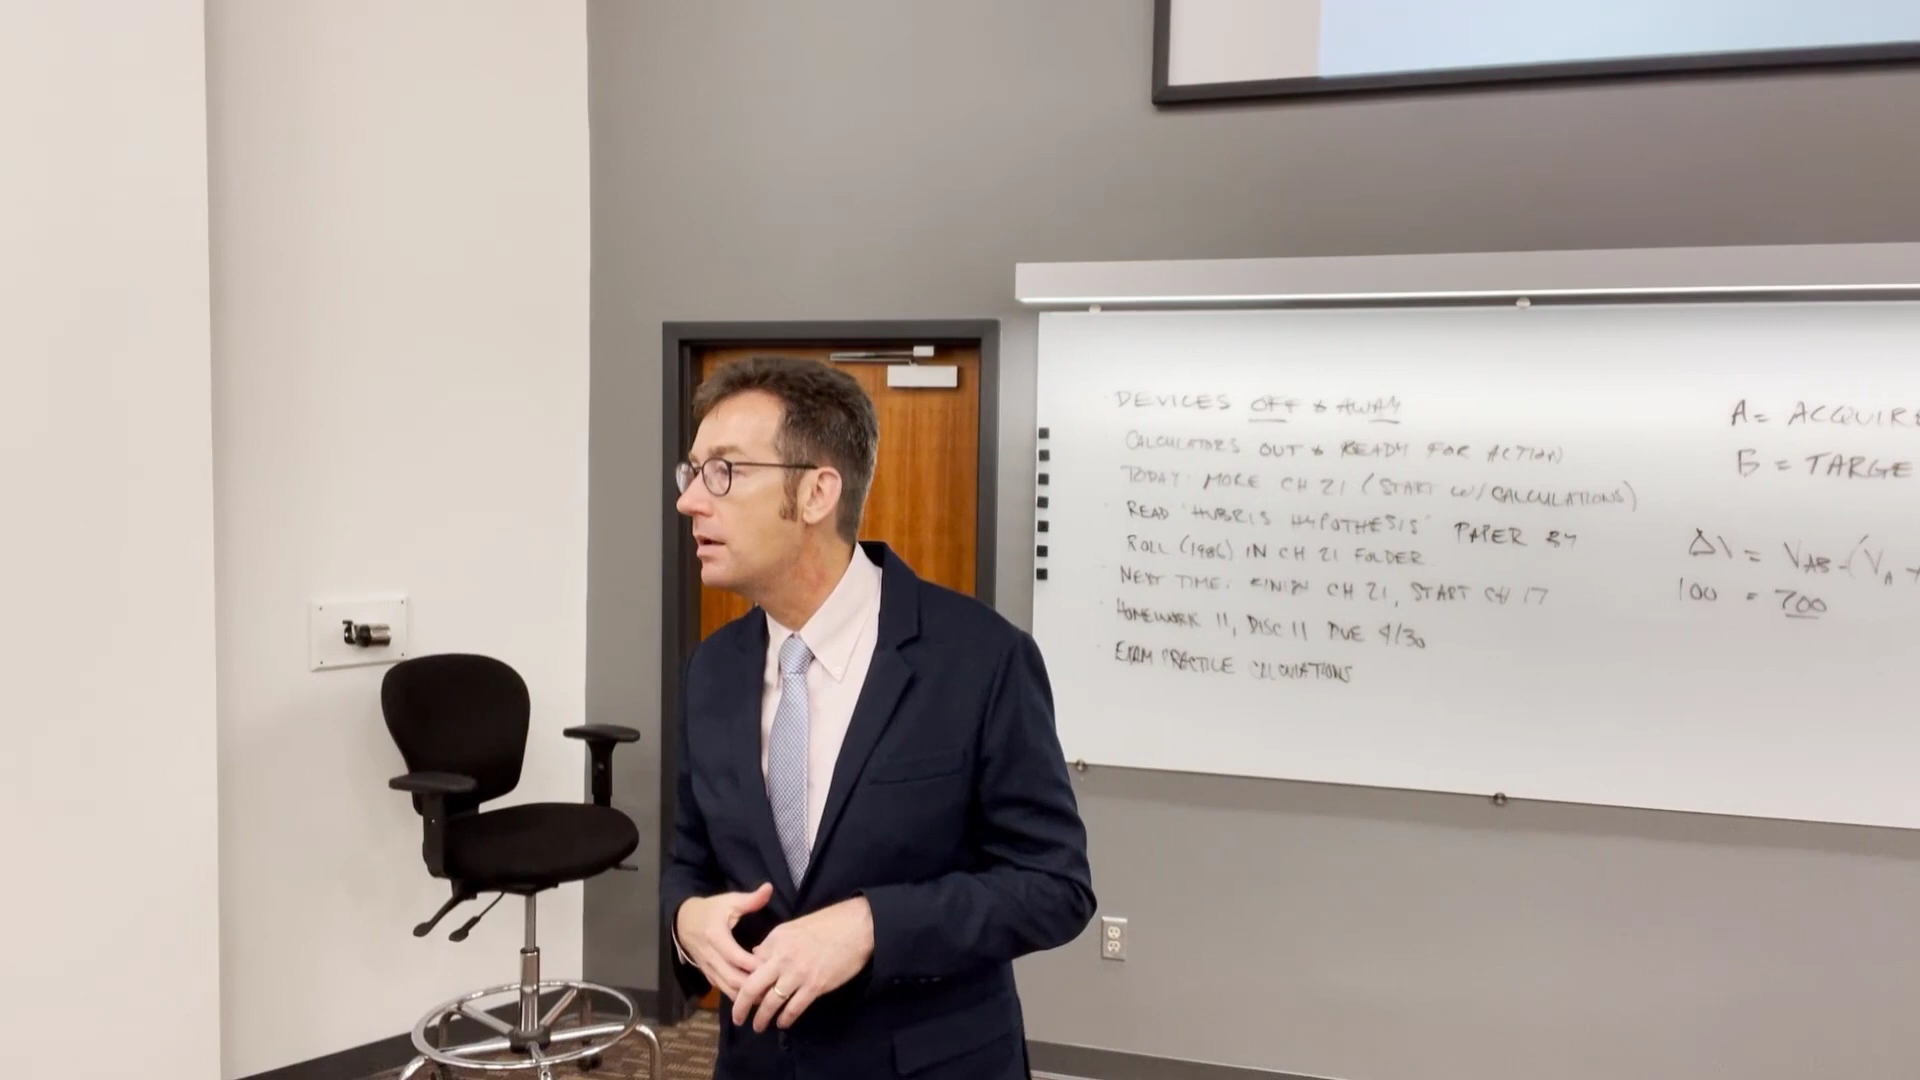 DEVICES OFF & AWAY
CALCULATORS OUT & READY FOR ACTION
TODAY: MORE CH 21 (START W/ CALCULATIONS)
READ "HUBRIS HYPOTHESIS" PAPER BY
ROLL (1986) IN CH 21 FOLDER
NEXT TIME: FINISH CH 21, START CH 17
HOMEWORK 11, DISC 11 DUE 4/30
EXAM PRACTICE CALCULATIONS
A = ACQUIRE
B = TARGE
ΔV = VAB - (VA +
100 = 700